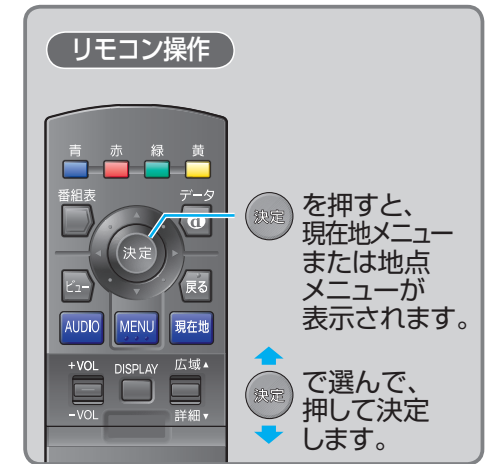 リモコン操作
青 赤 緑 黄
番組表 データ
d
決定
ビュー 戻る
AUDIO MENU 現在地
+VOL DISPLAY 広域▲
-VOL 詳細▼
決定 を押すと、
現在地メニュー
または地点
メニューが
表示されます。
決定 で選んで、
押して決定
します。